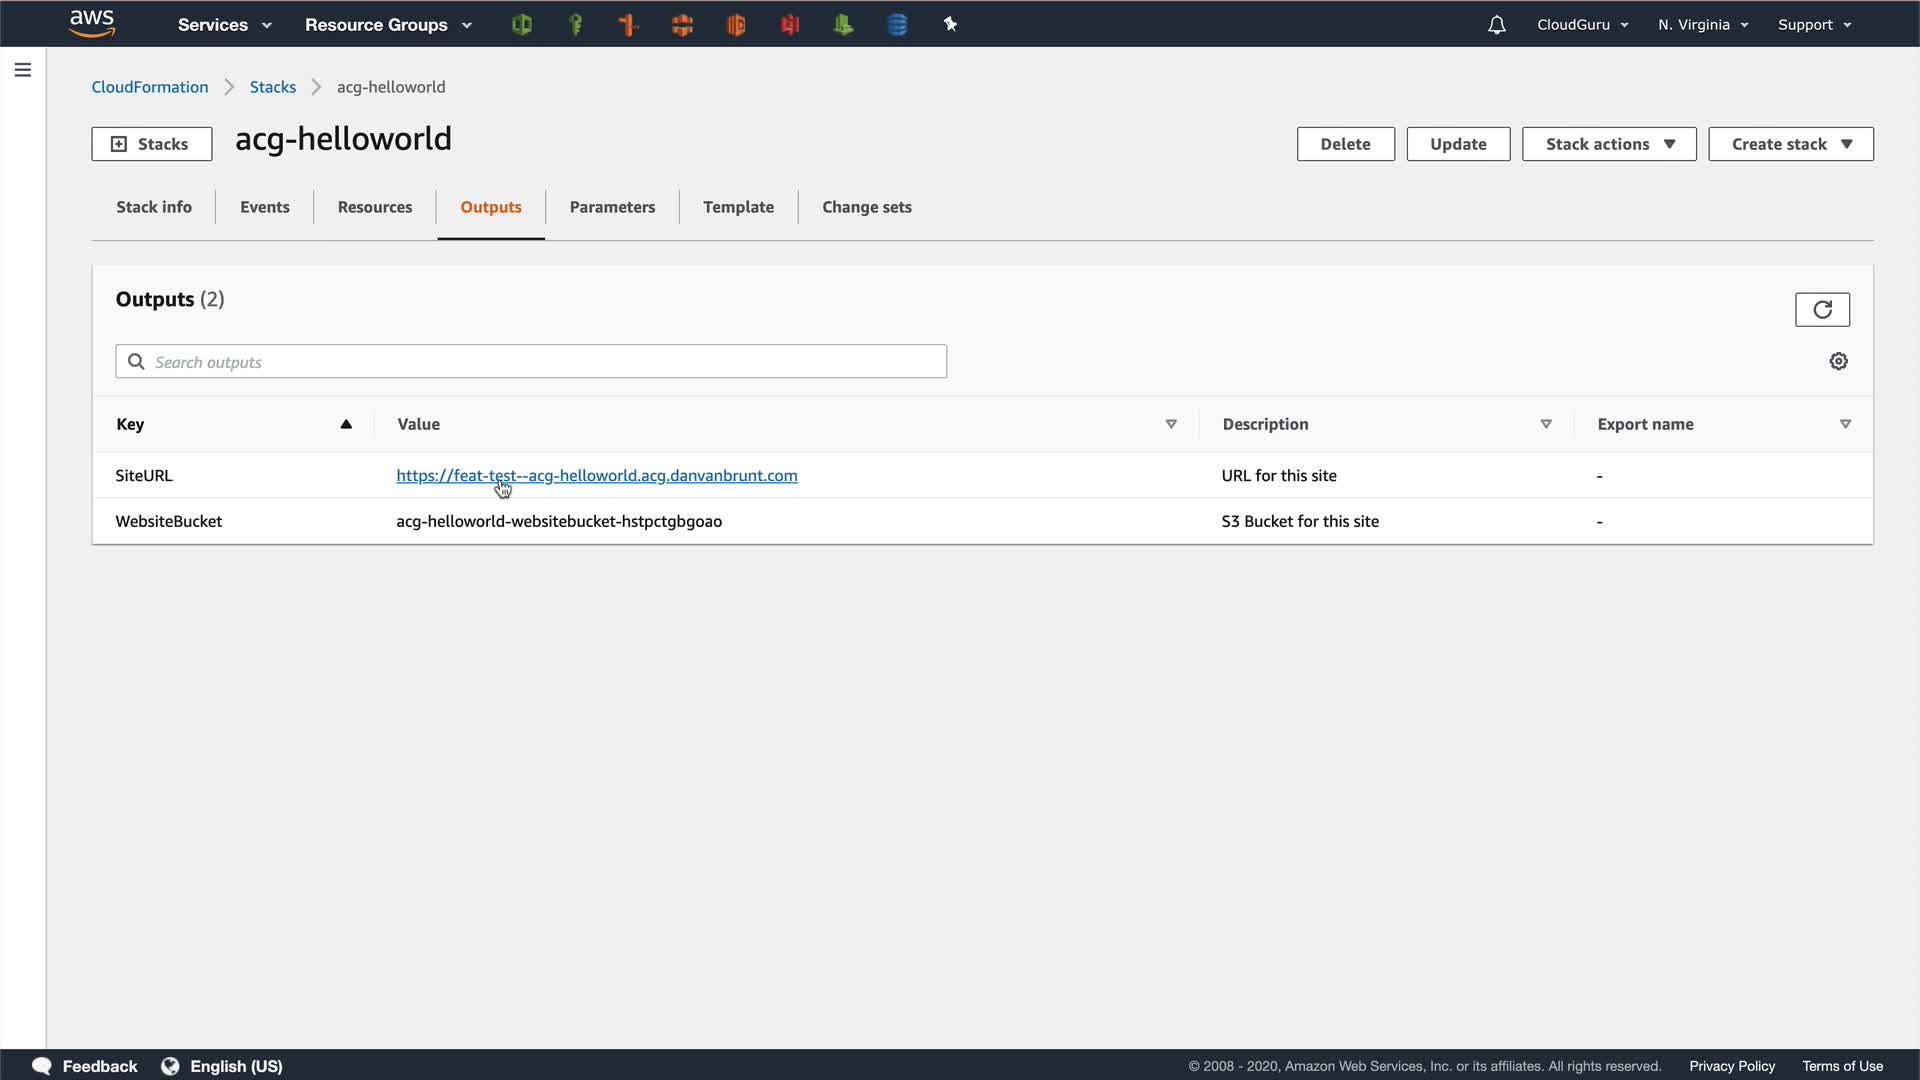 aws Services Resource Groups CloudGuru N. Virginia Support
CloudFormation Stacks acg-helloworld
Stacks acg-helloworld Delete Update Stack actions Create stack
Stack info Events Resources Outputs Parameters Template Change sets
Outputs (2)
Search outputs
Key Value Description Export name
SiteURL https://feat-test--acg-helloworld.acg.danvanbrunt.com URL for this site -
WebsiteBucket acg-helloworld-websitebucket-hstpctgbgoao S3 Bucket for this site -
Feedback English (US) © 2008 - 2020, Amazon Web Services, Inc. or its affiliates. All rights reserved. Privacy Policy Terms of Use